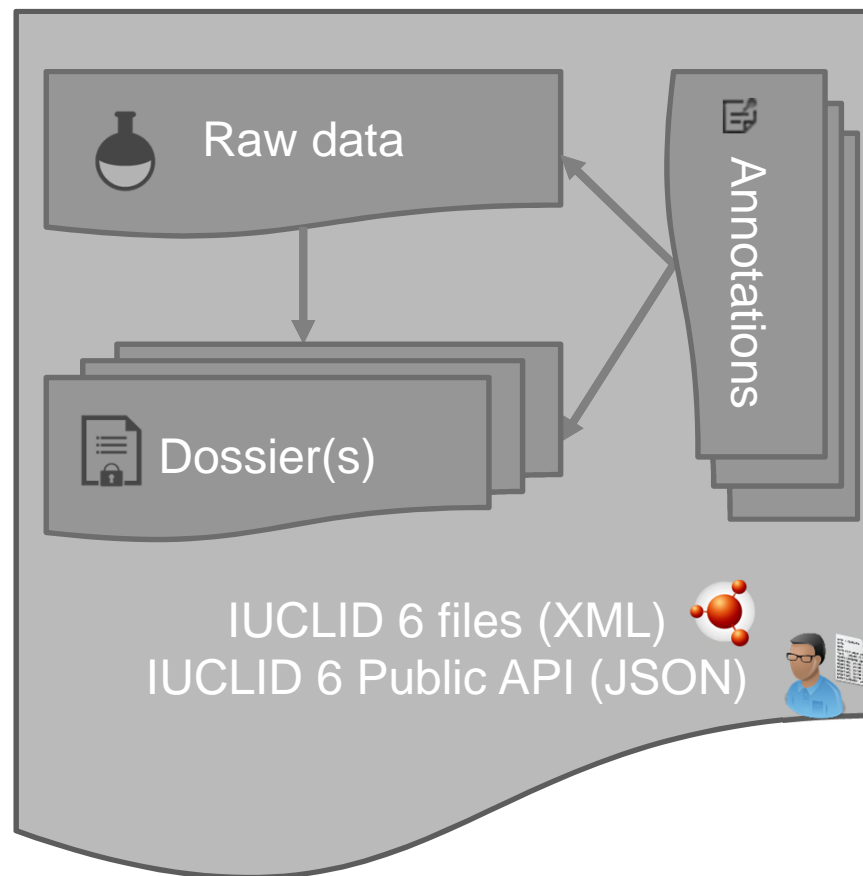 Raw data
Annotations
Dossier(s)
IUCLID 6 files (XML)
IUCLID 6 Public API (JSON)